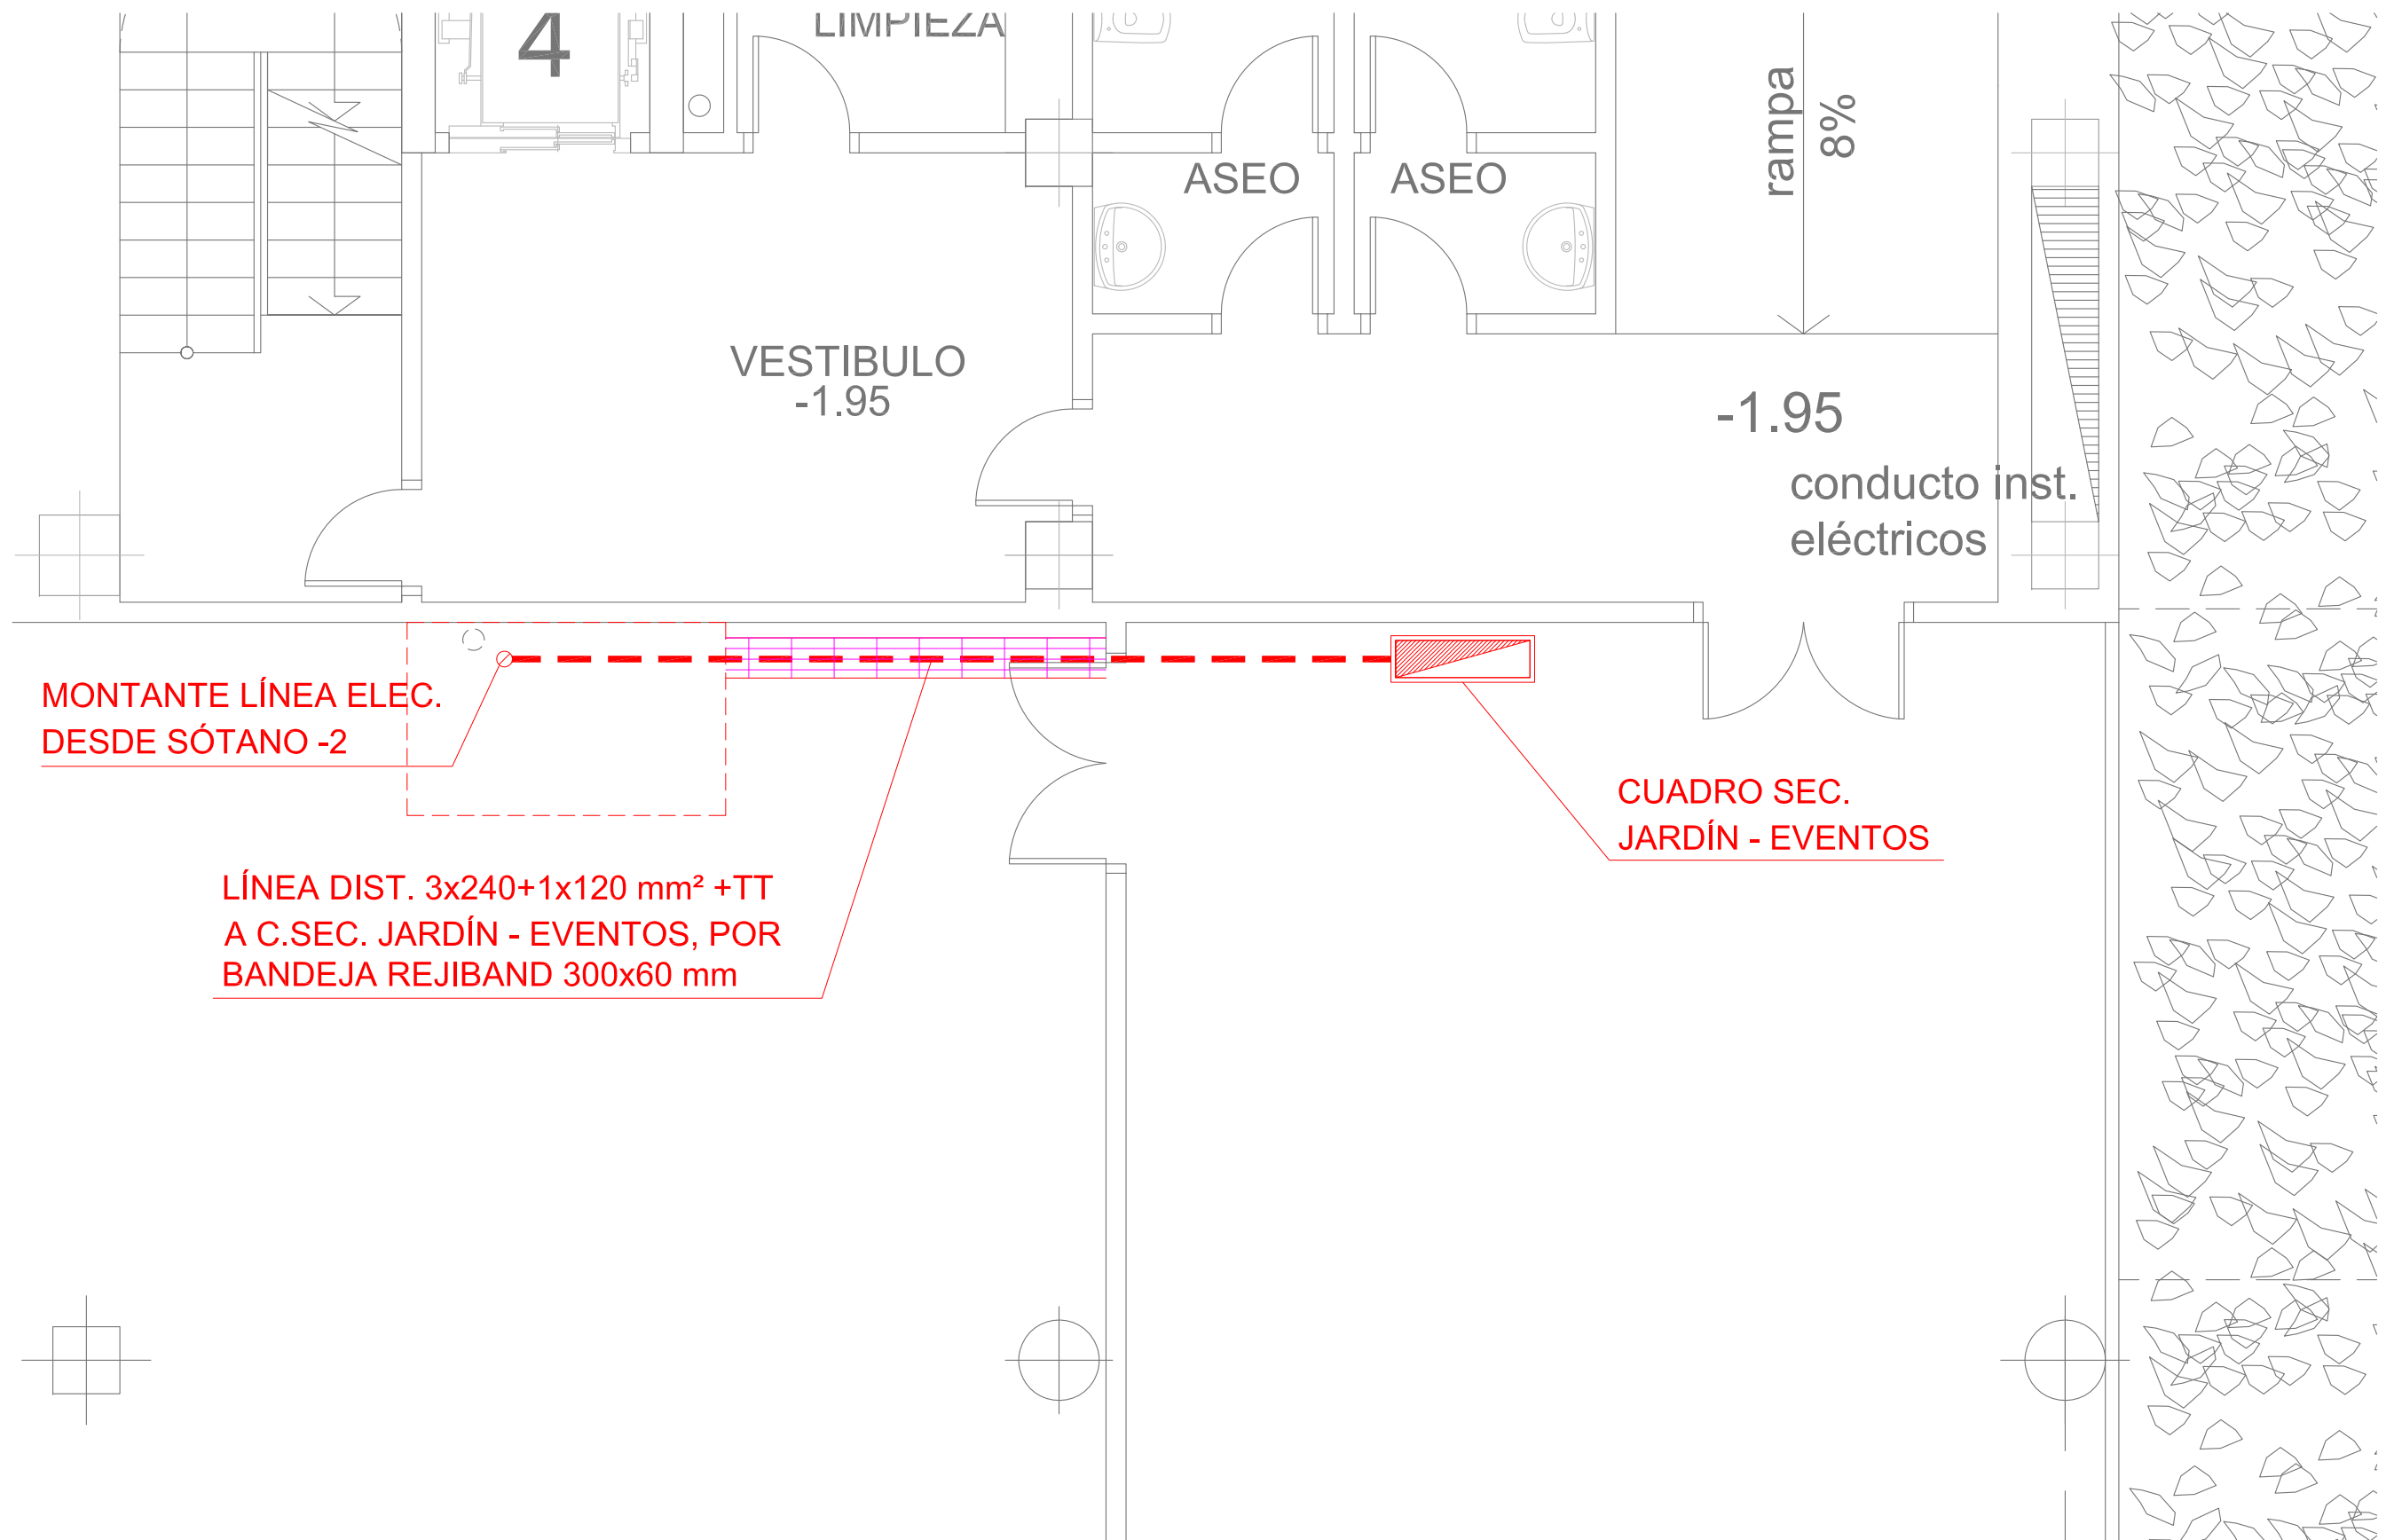 4
LIMPIEZA
ASEO
ASEO
rampa
8%
VESTIBULO
-1.95
-1.95
conducto inst.
eléctricos
MONTANTE LÍNEA ELEC.
DESDE SÓTANO -2
CUADRO SEC.
JARDÍN - EVENTOS
LÍNEA DIST. 3x240+1x120 mm² +TT
A C.SEC. JARDÍN - EVENTOS, POR
BANDEJA REJIBAND 300x60 mm